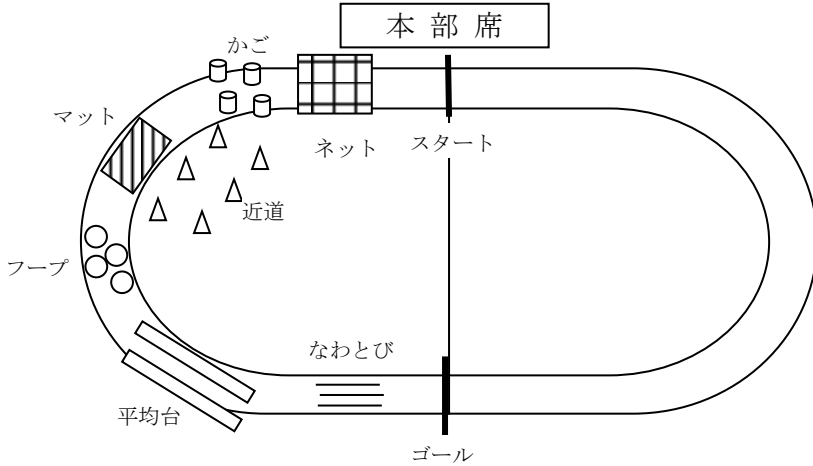 本部席
かご
マット
ネット
スタート
近道
フープ
なわとび
平均台
ゴール